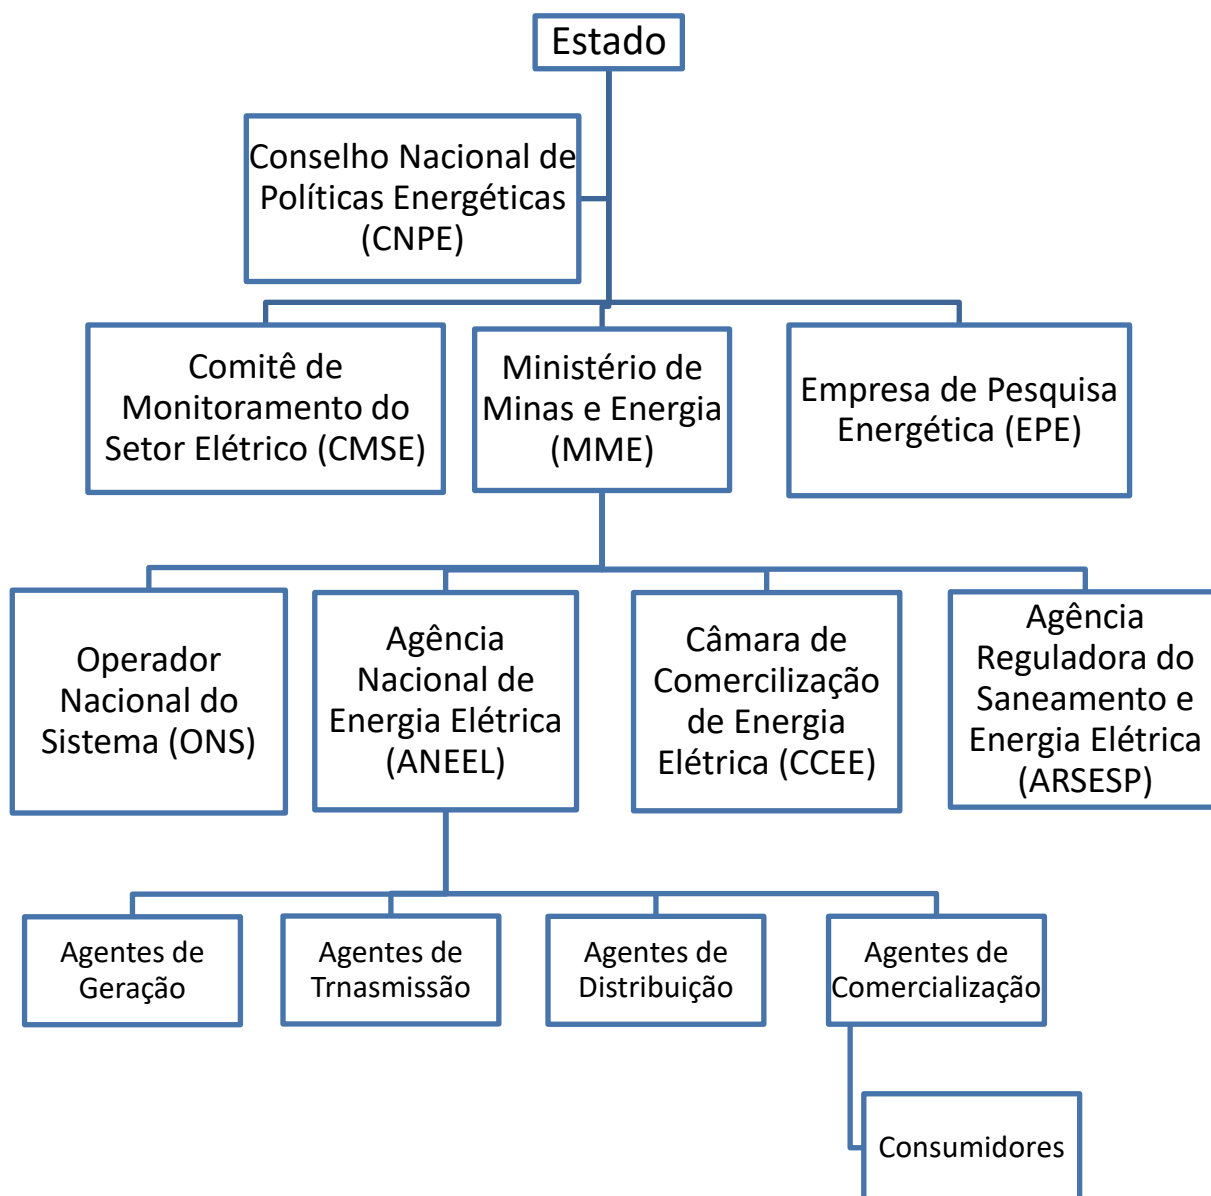 Estado
Conselho Nacional de
Políticas Energéticas
(CNPE)
Comitê de
Monitoramento do
Setor Elétrico (CMSE)
Ministério de
Minas e Energia
(MME)
Empresa de Pesquisa
Energética (EPE)
Operador
Nacional do
Sistema (ONS)
Agência
Nacional de
Energia Elétrica
(ANEEL)
Câmara de
Comercilização
de Energia
Elétrica (CCEE)
Agência
Reguladora do
Saneamento e
Energia Elétrica
(ARSESP)
Agentes de
Geração
Agentes de
Trnasmissão
Agentes de
Distribuição
Agentes de
Comercialização
Consumidores